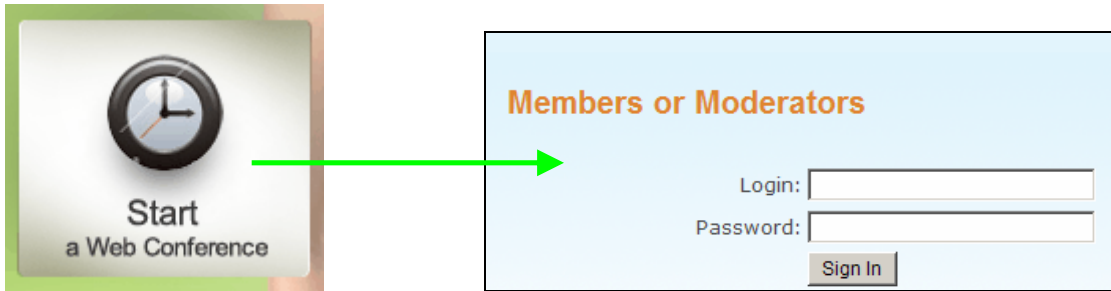 Start
a Web Conference
Members or Moderators
Login:
Password:
Sign In